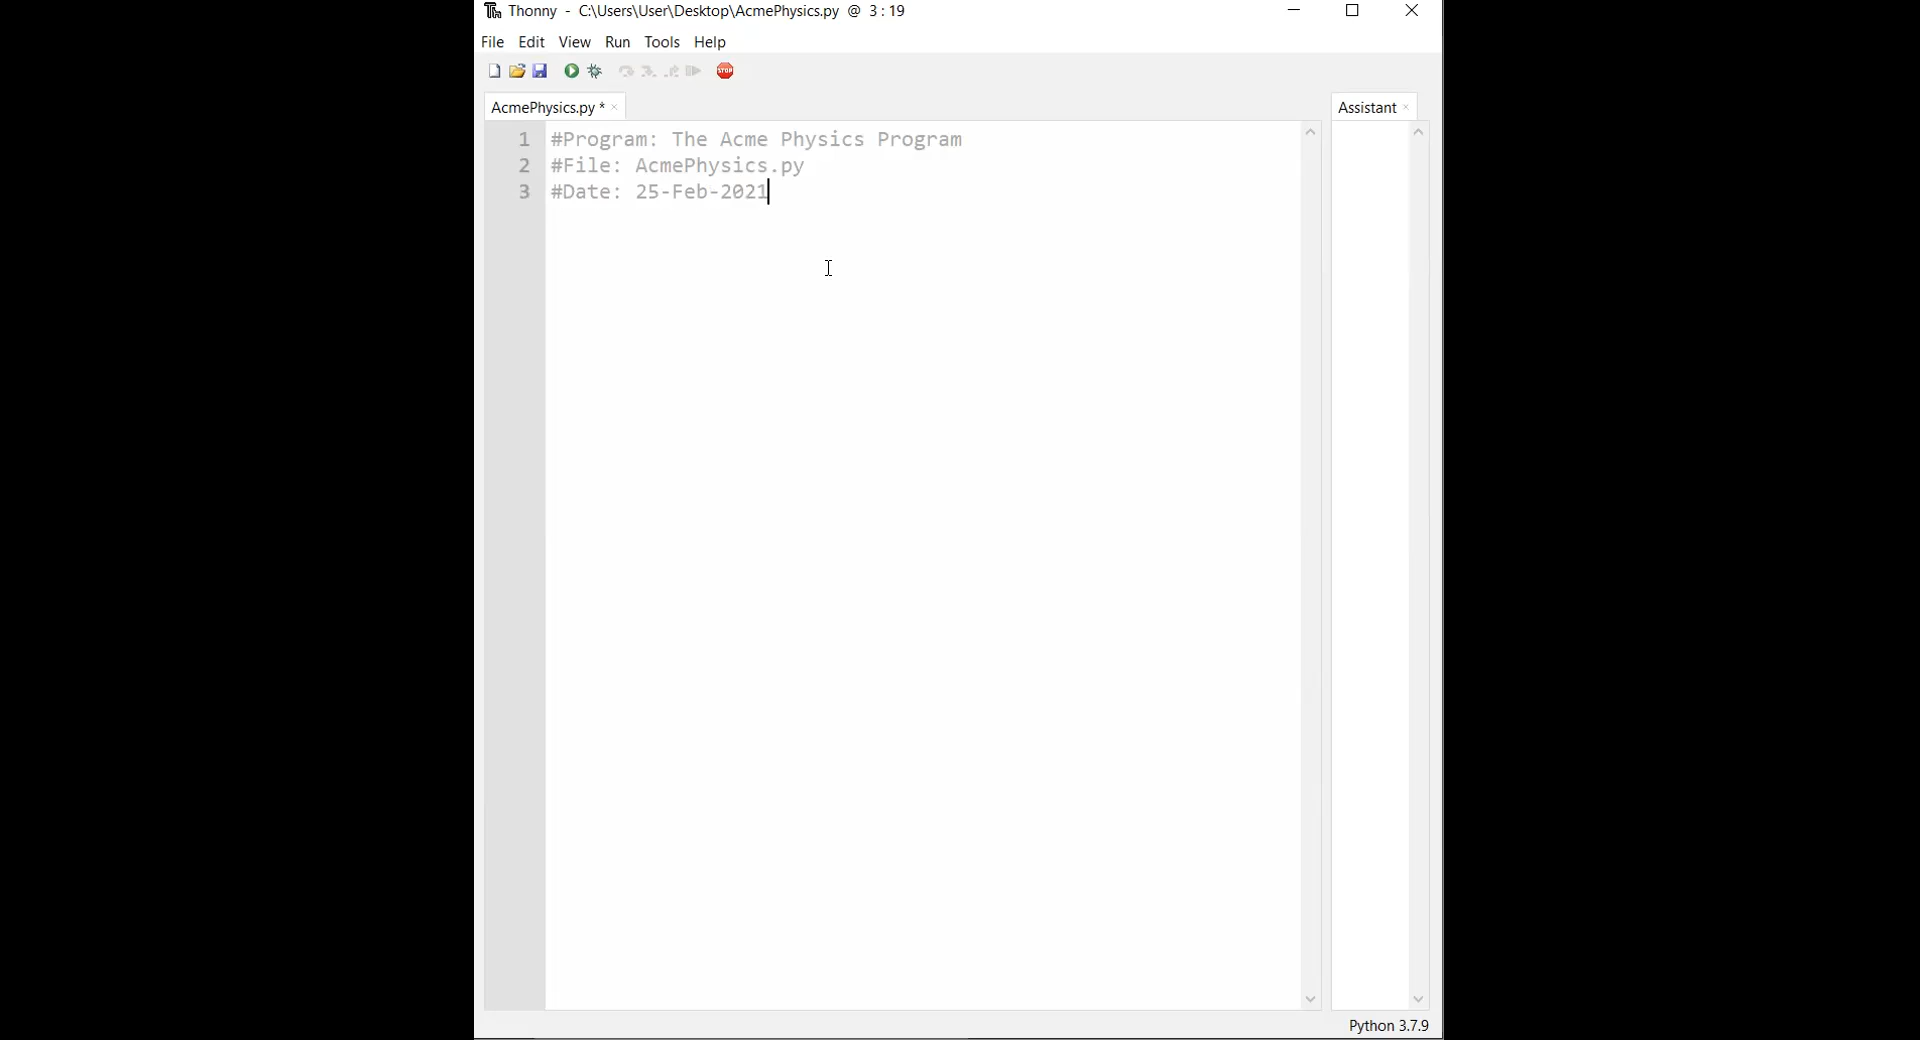 Thonny - C:\Users\User\Desktop\AcmePhysics.py @ 3:19
File Edit View Run Tools Help
STOP
AcmePhysics.py * × Assistant ×
1 #Program: The Acme Physics Program
2 #File: AcmePhysics.py
3 #Date: 25-Feb-2021
Python 3.7.9